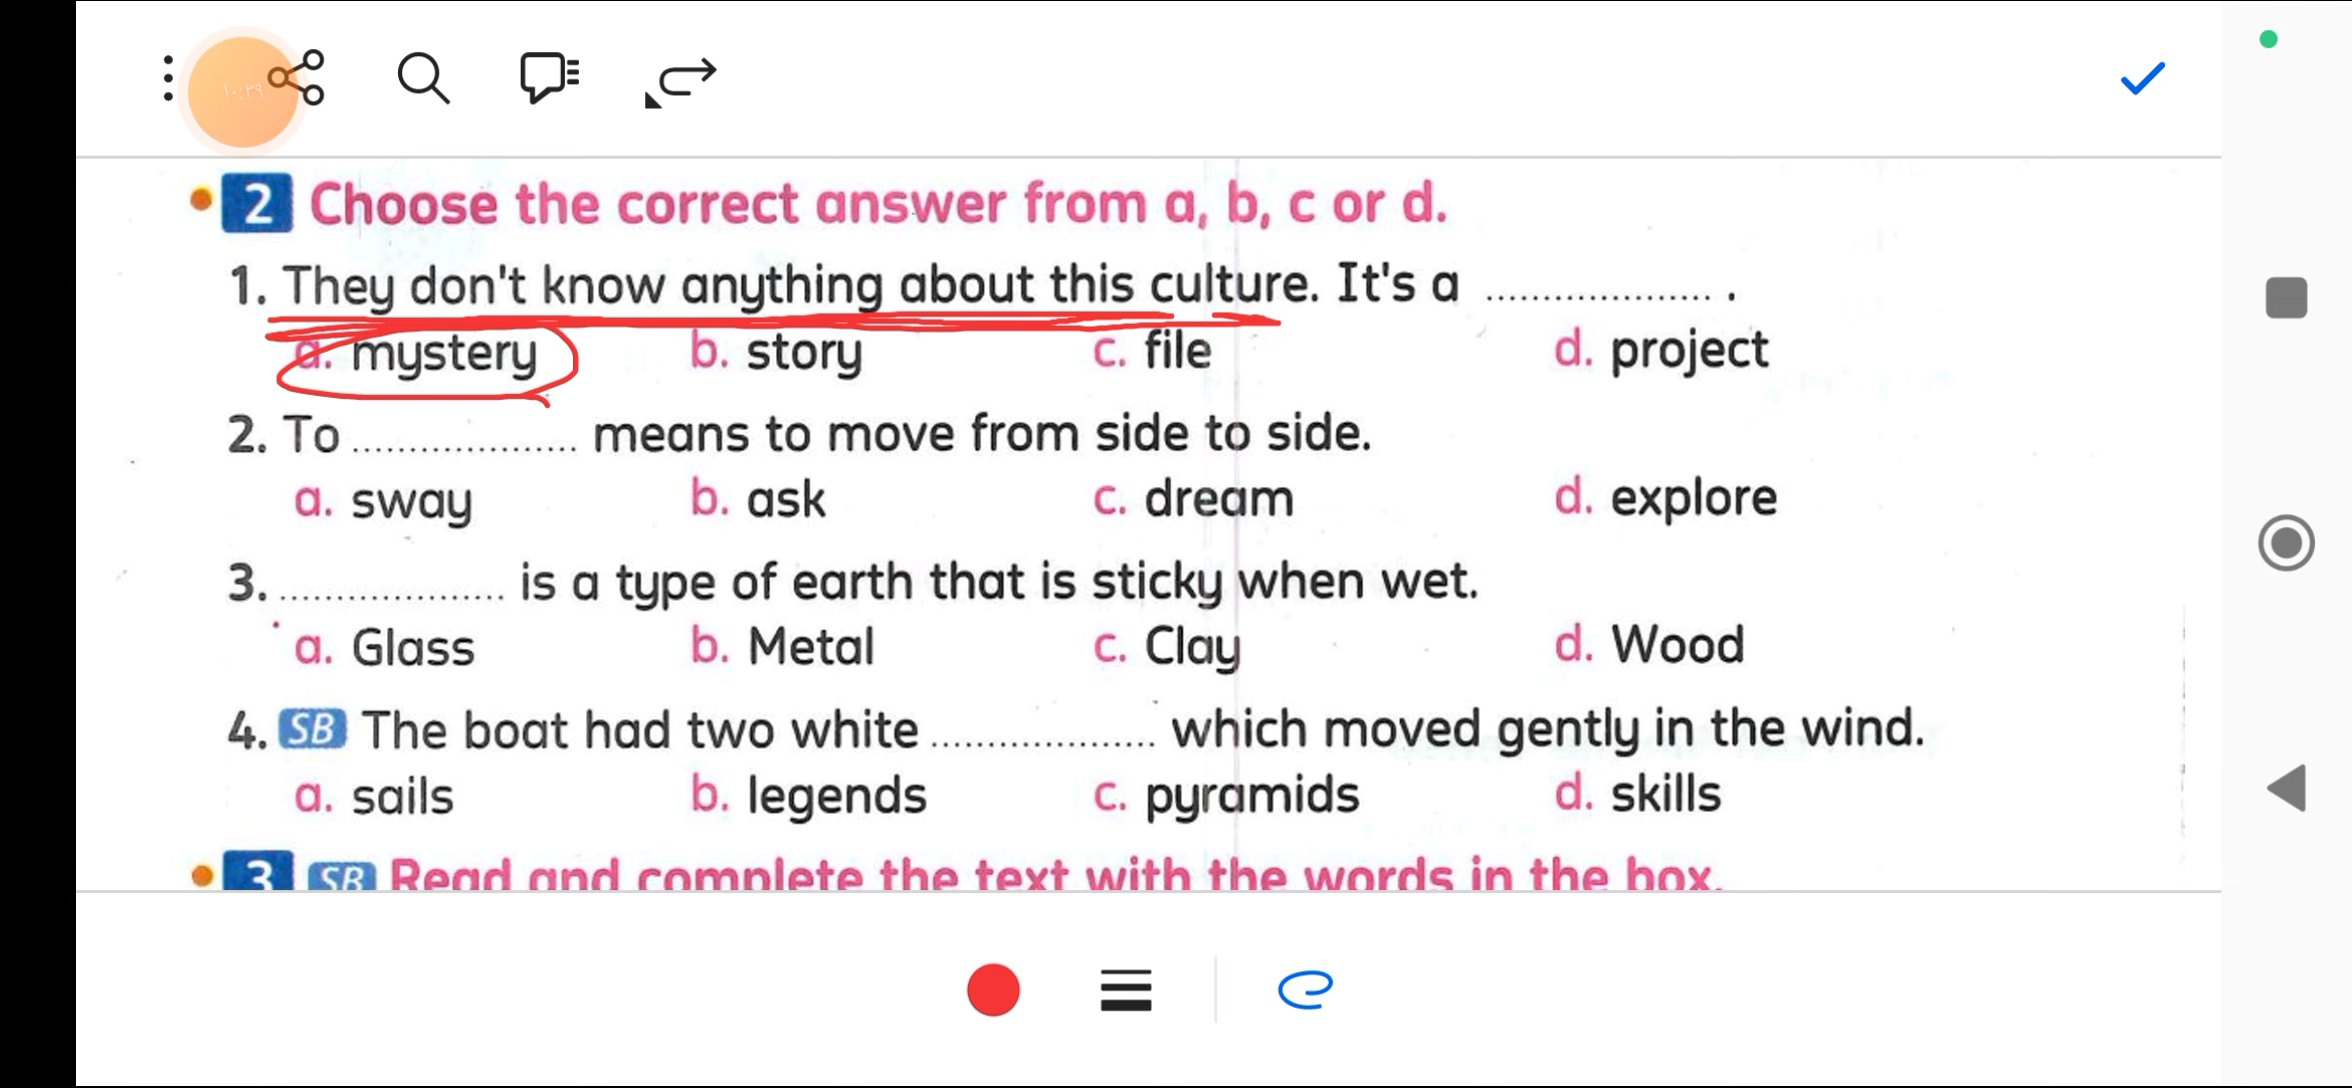 ١٠:٢٩
2 Choose the correct answer from a, b, c or d.
1. They don't know anything about this culture. It's a .................... .
a. mystery b. story c. file d. project
2. To .................... means to move from side to side.
a. sway b. ask c. dream d. explore
3. .................... is a type of earth that is sticky when wet.
a. Glass b. Metal c. Clay d. Wood
4. SB The boat had two white .................... which moved gently in the wind.
a. sails b. legends c. pyramids d. skills
3 SB Read and complete the text with the words in the box.